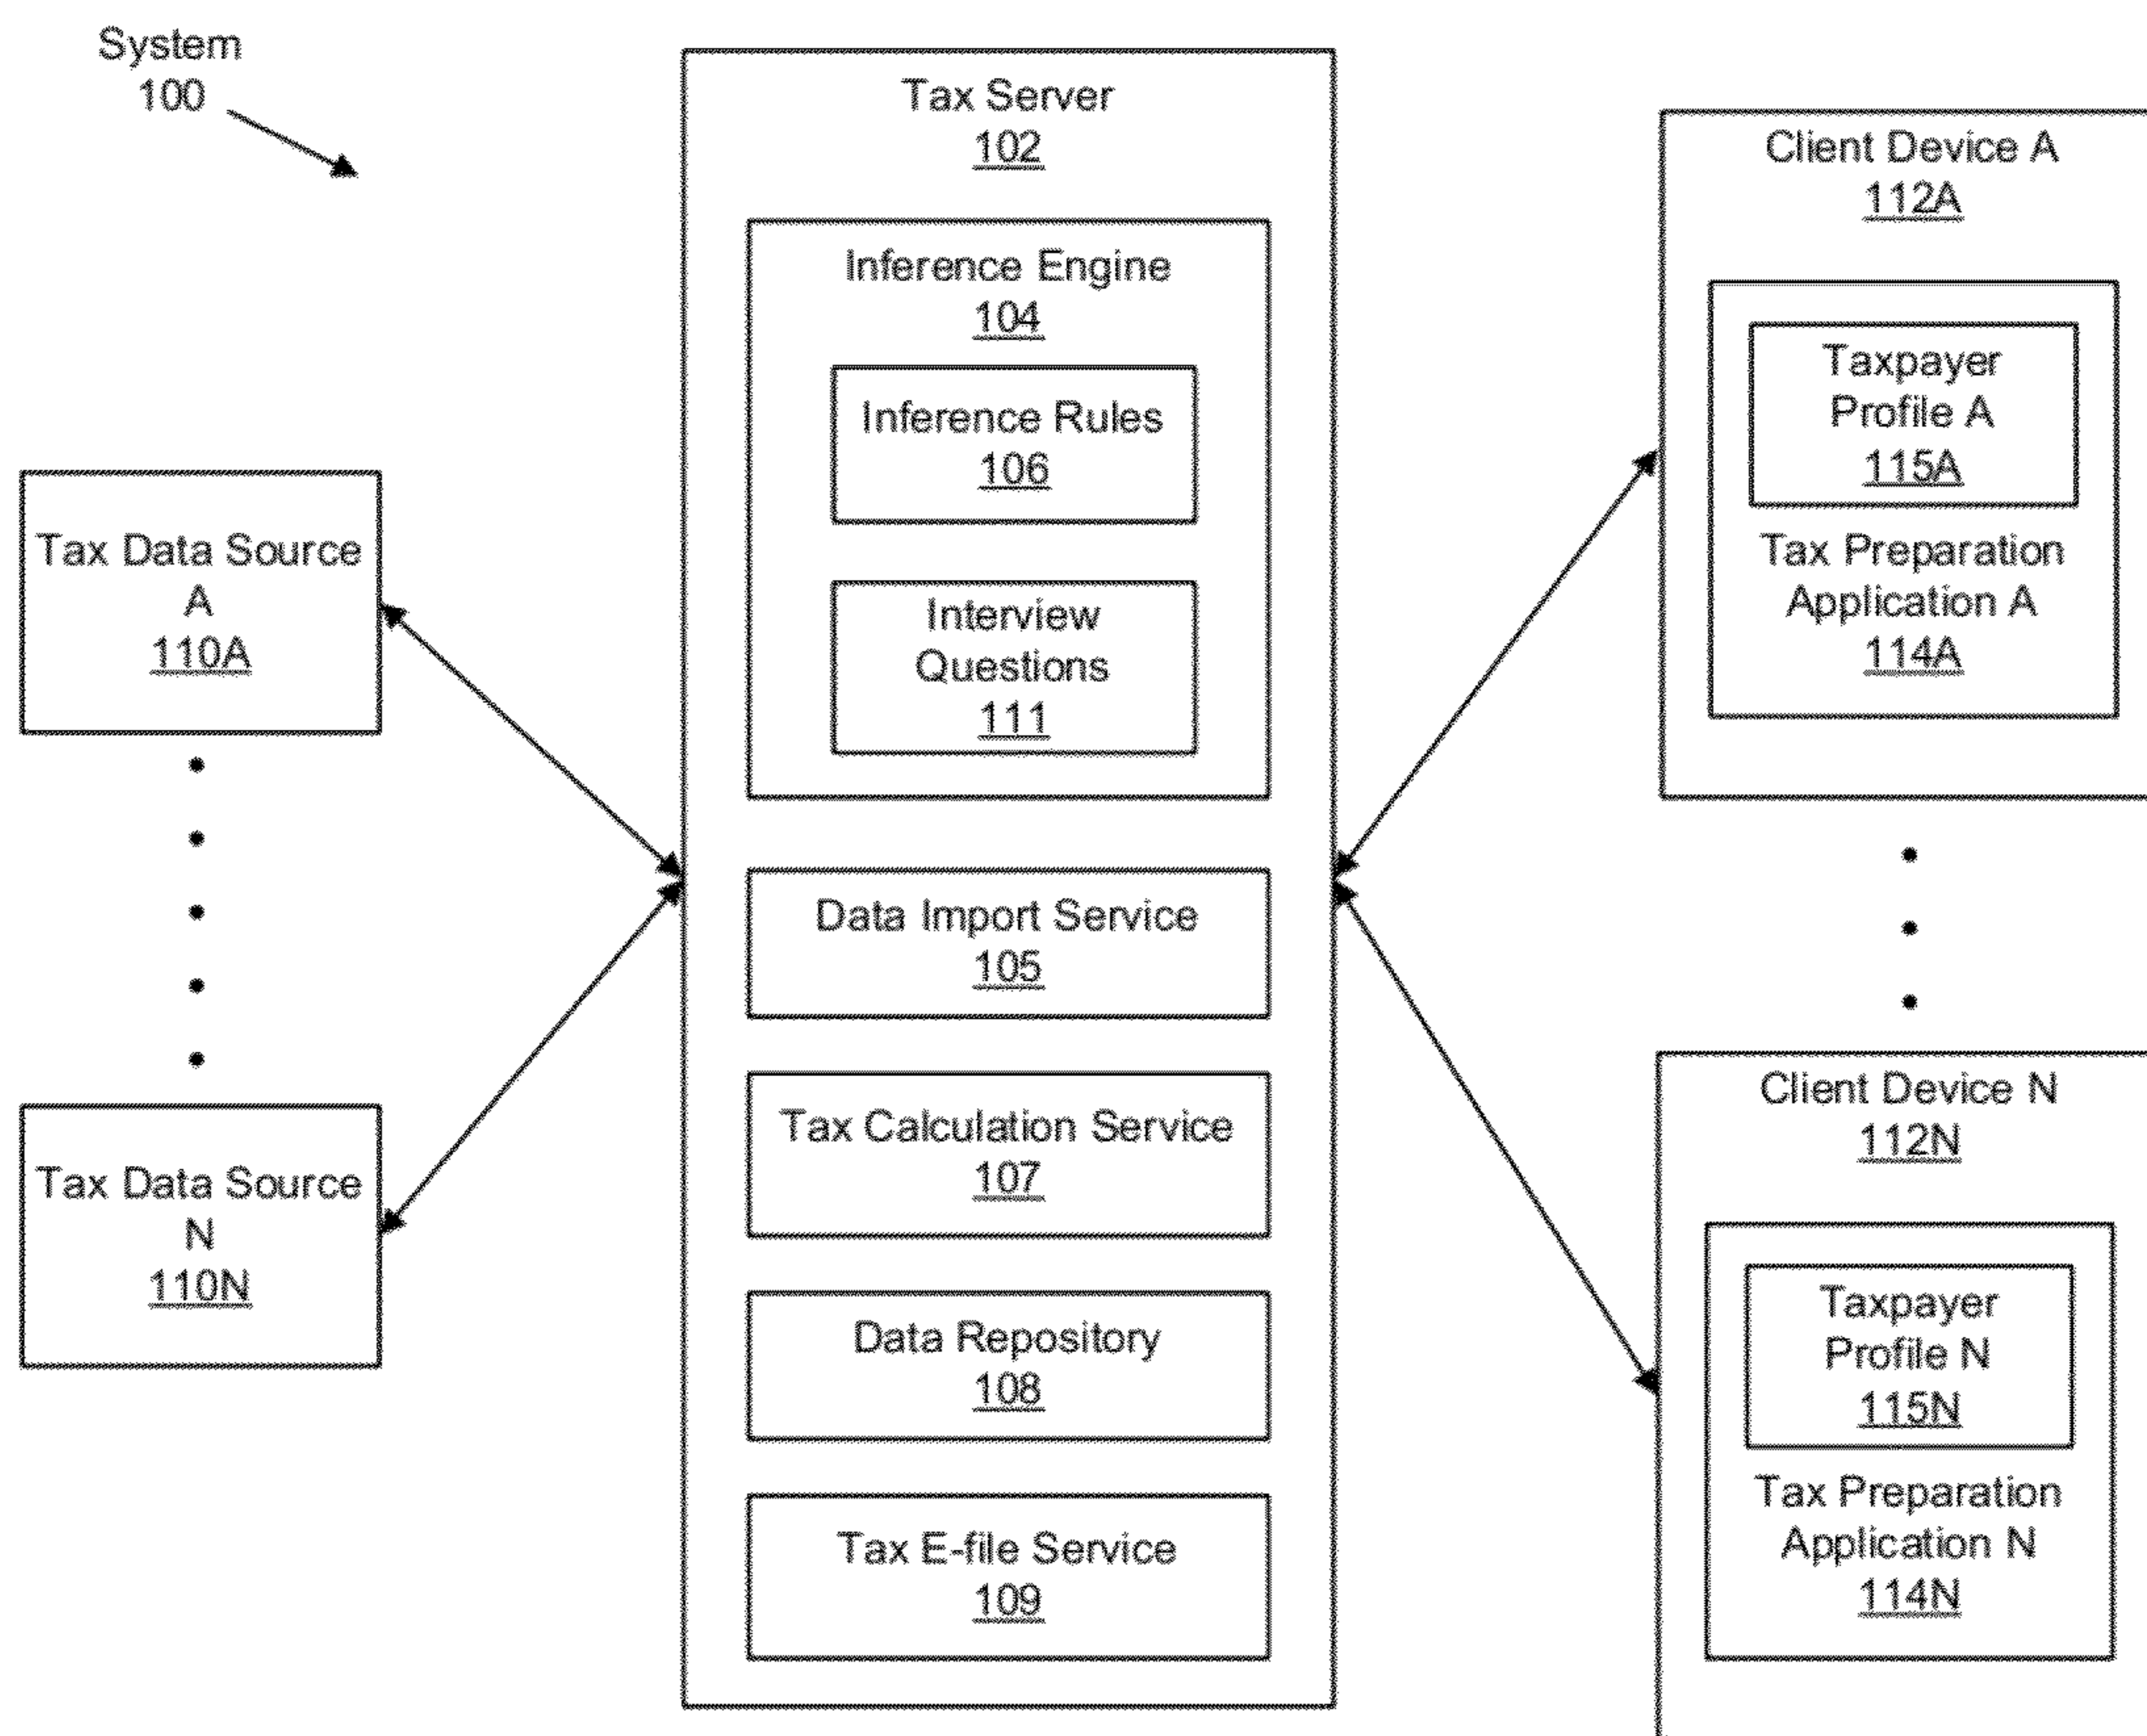 System
100
Tax Server
102
Inference Engine
104
Inference Rules
106
Interview
Questions
111
Data Import Service
105
Tax Calculation Service
107
Data Repository
108
Tax E-file Service
109
Tax Data Source
A
110A
Tax Data Source
N
110N
Client Device A
112A
Taxpayer
Profile A
115A
Tax Preparation
Application A
114A
Client Device N
112N
Taxpayer
Profile N
115N
Tax Preparation
Application N
114N